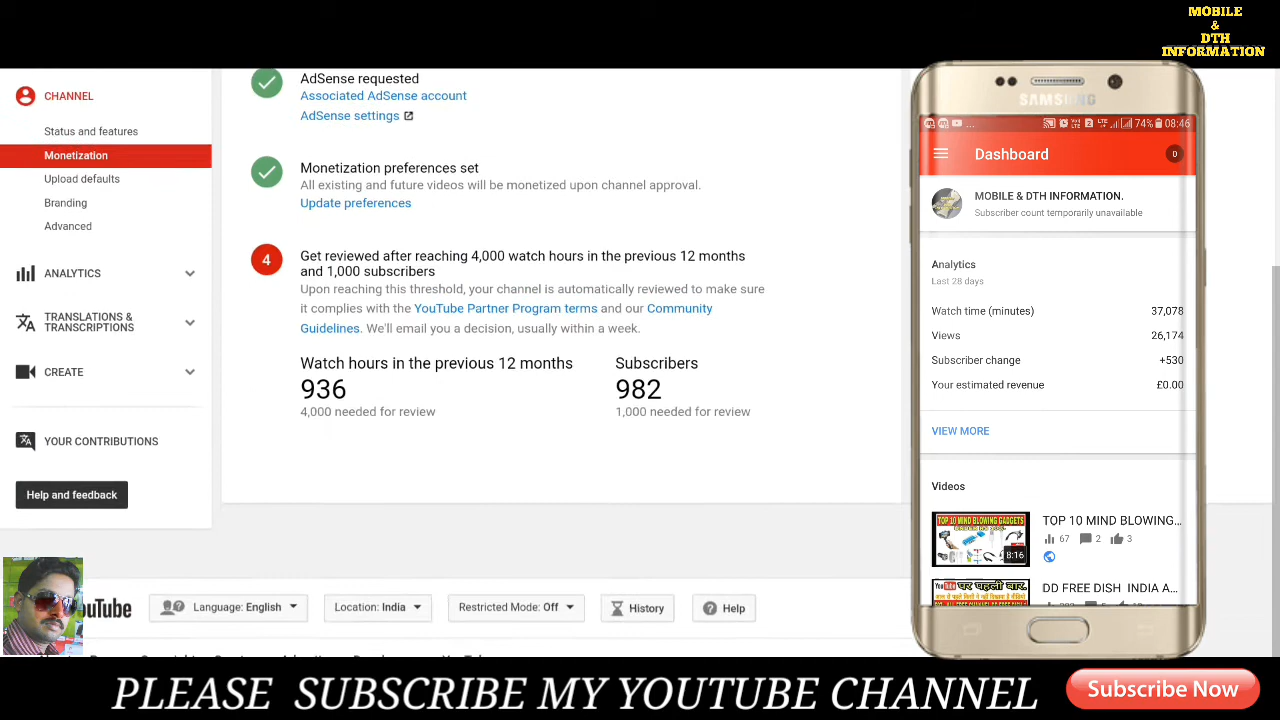 MOBILE
&
DTH
INFORMATION
CHANNEL
Status and features
Monetization
Upload defaults
Branding
Advanced
ANALYTICS
TRANSLATIONS &
TRANSCRIPTIONS
CREATE
YOUR CONTRIBUTIONS
Help and feedback
AdSense requested
Associated AdSense account
AdSense settings
Monetization preferences set
All existing and future videos will be monetized upon channel approval.
Update preferences
4
Get reviewed after reaching 4,000 watch hours in the previous 12 months
and 1,000 subscribers
Upon reaching this threshold, your channel is automatically reviewed to make sure
it complies with the YouTube Partner Program terms and our Community
Guidelines. We'll email you a decision, usually within a week.
Watch hours in the previous 12 months
936
4,000 needed for review
Subscribers
982
1,000 needed for review
SAMSUNG
74% 08:46
Dashboard
0
MOBILE & DTH INFORMATION.
Subscriber count temporarily unavailable
Analytics
Last 28 days
Watch time (minutes) 37,078
Views 26,174
Subscriber change +530
Your estimated revenue £0.00
VIEW MORE
Videos
TOP 10 MIND BLOWING GADGETS
8:16
TOP 10 MIND BLOWING...
67 2 3
YouTube पर पहली बार.
DD FREE DISH INDIA A...
Language: English
Location: India
Restricted Mode: Off
History
Help
PLEASE SUBSCRIBE MY YOUTUBE CHANNEL
Subscribe Now